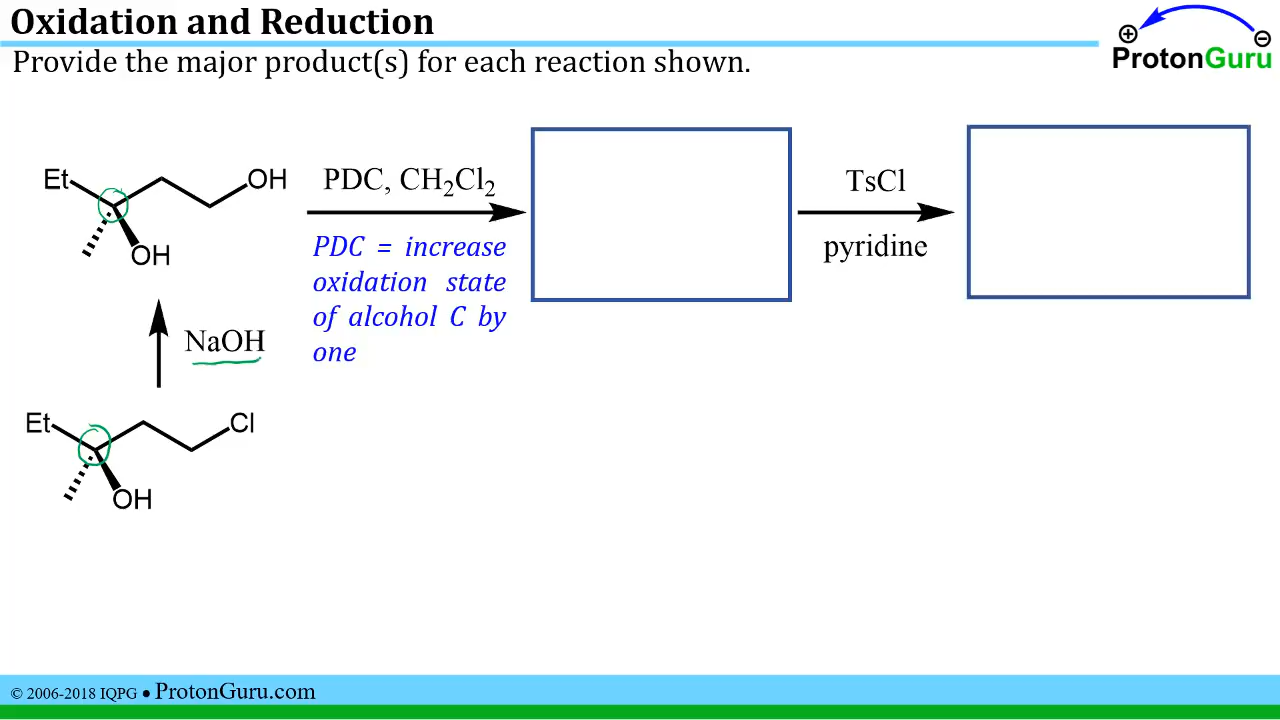 Oxidation and Reduction
Provide the major product(s) for each reaction shown.
⊕ ⊖
ProtonGuru
Et
OH
OH
PDC, CH₂Cl₂
PDC = increase
oxidation state
of alcohol C by
one
TsCl
pyridine
NaOH
Et
Cl
OH
© 2006-2018 IQPG ● ProtonGuru.com